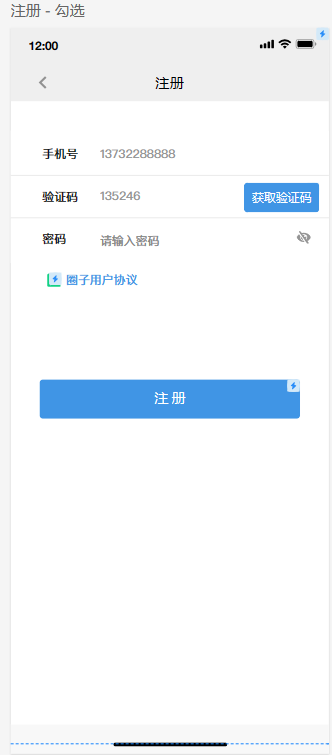 注册 - 勾选
12:00
注册
手机号 13732288888
验证码 135246 获取验证码
密码 请输入密码
圈子用户协议
注 册